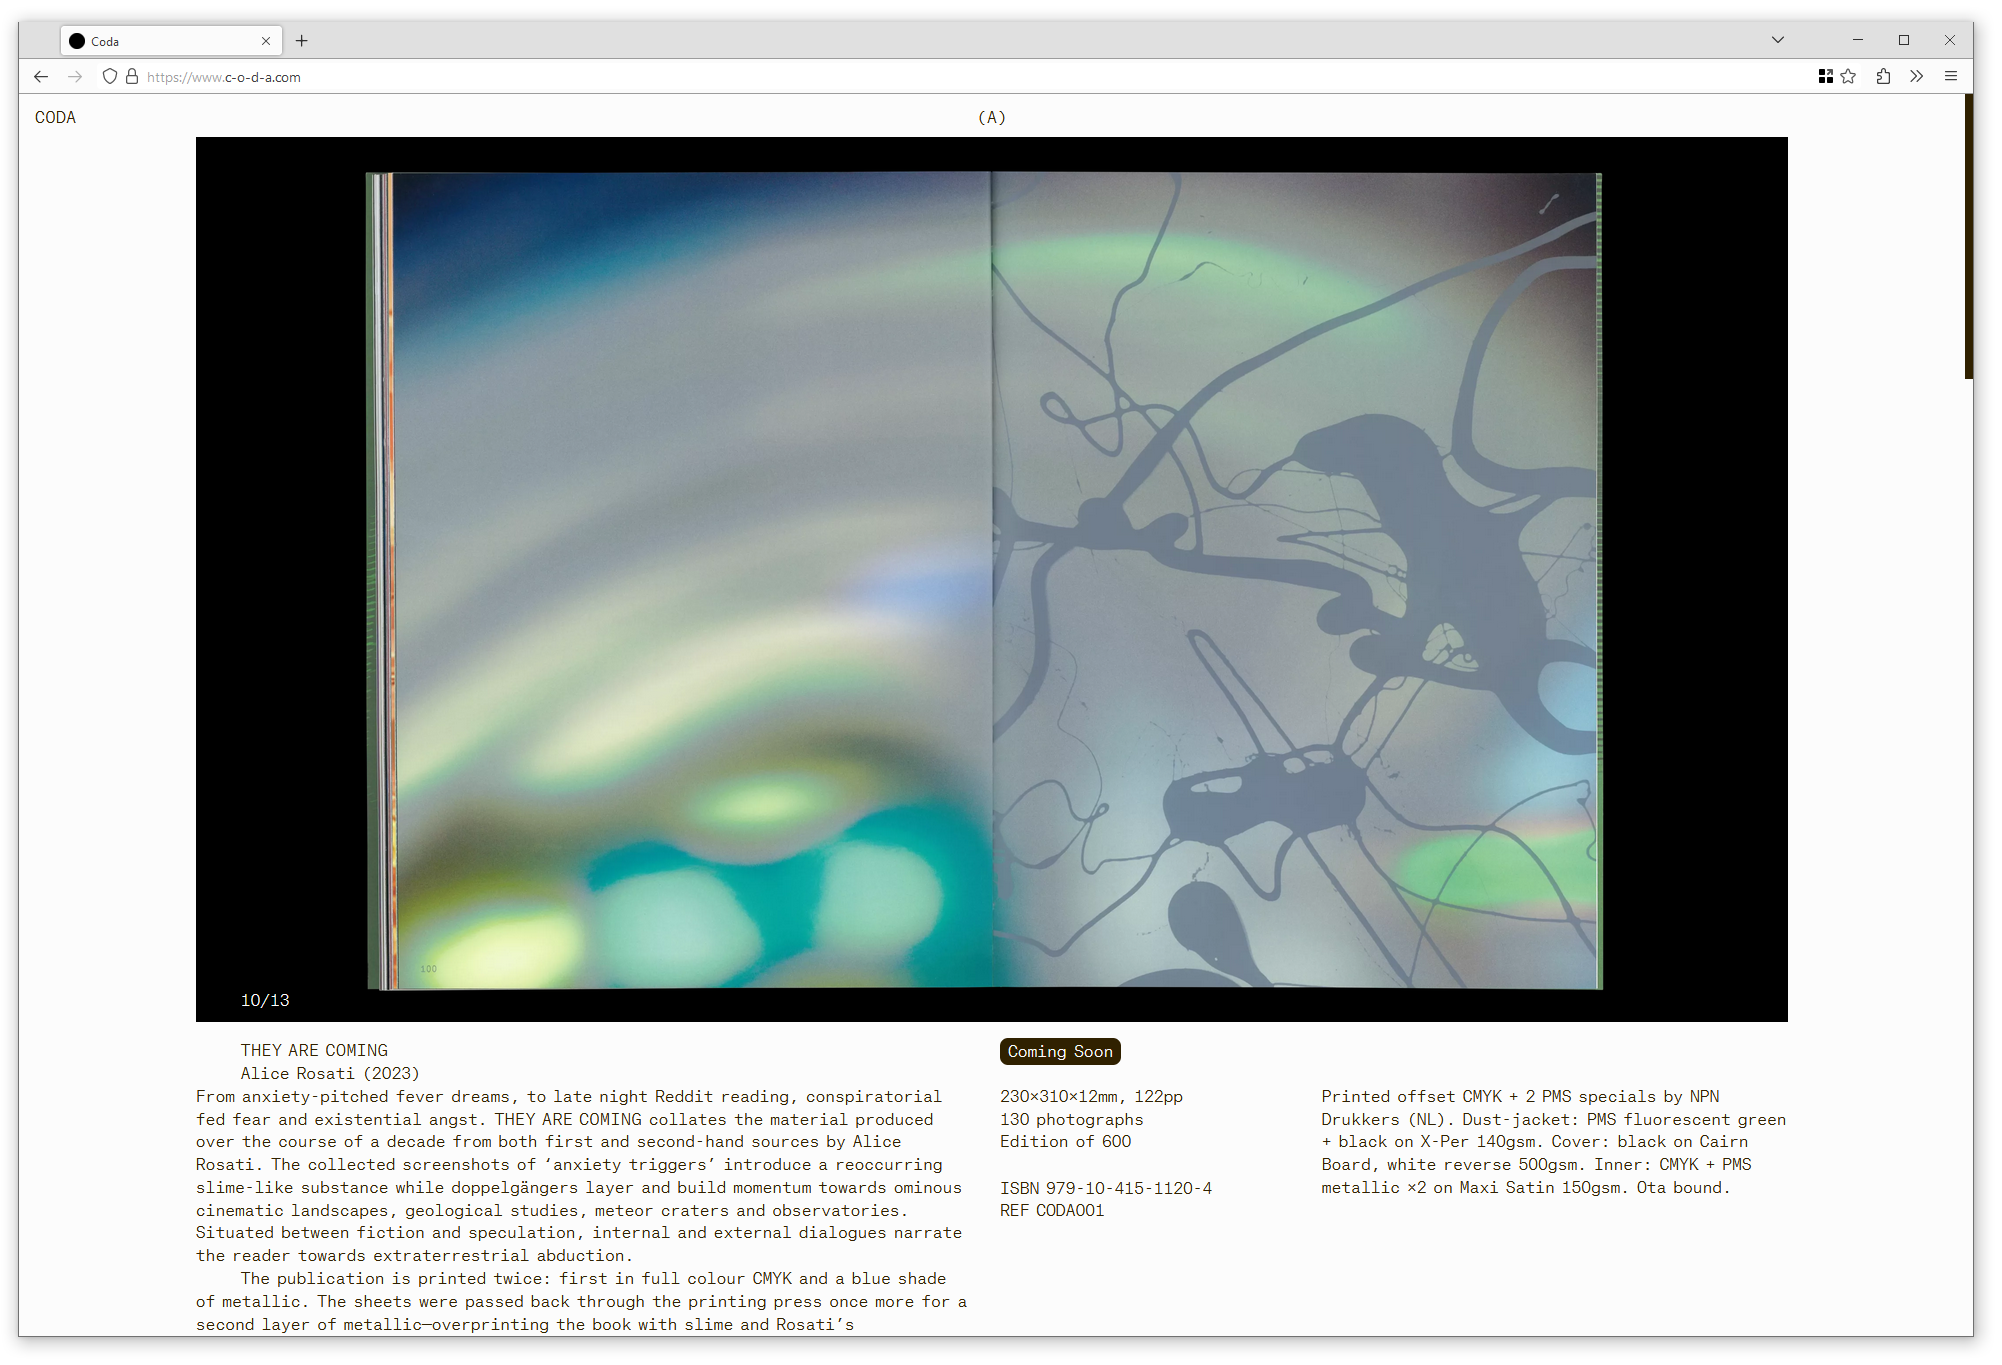 Coda
https://www.c-o-d-a.com
CODA
(A)
100
10/13
THEY ARE COMING
Alice Rosati (2023)
From anxiety-pitched fever dreams, to late night Reddit reading, conspiratorial
fed fear and existential angst. THEY ARE COMING collates the material produced
over the course of a decade from both first and second-hand sources by Alice
Rosati. The collected screenshots of ‘anxiety triggers’ introduce a reoccurring
slime-like substance while doppelgängers layer and build momentum towards ominous
cinematic landscapes, geological studies, meteor craters and observatories.
Situated between fiction and speculation, internal and external dialogues narrate
the reader towards extraterrestrial abduction.
The publication is printed twice: first in full colour CMYK and a blue shade
of metallic. The sheets were passed back through the printing press once more for a
second layer of metallic—overprinting the book with slime and Rosati’s
Coming Soon
230×310×12mm, 122pp
130 photographs
Edition of 600
ISBN 979-10-415-1120-4
REF CODA001
Printed offset CMYK + 2 PMS specials by NPN
Drukkers (NL). Dust-jacket: PMS fluorescent green
+ black on X-Per 140gsm. Cover: black on Cairn
Board, white reverse 500gsm. Inner: CMYK + PMS
metallic ×2 on Maxi Satin 150gsm. Ota bound.